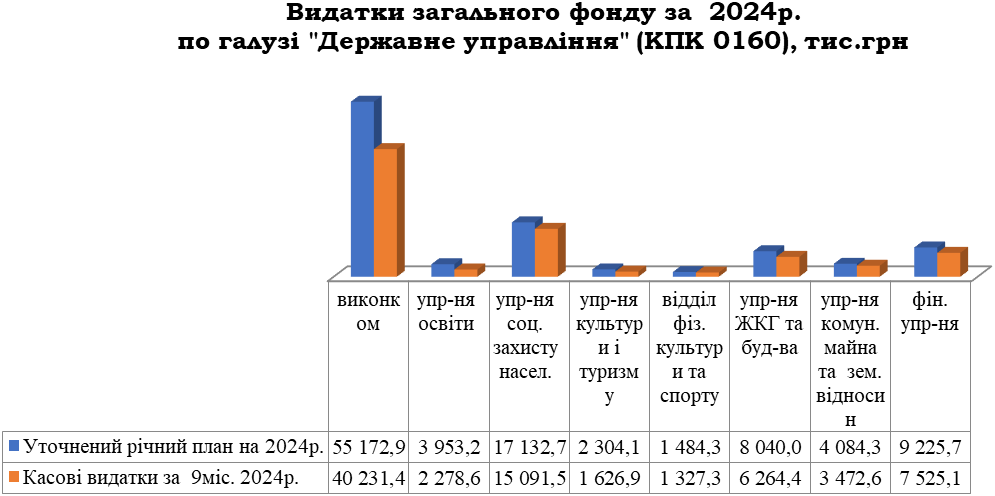 Видатки загального фонду за  2024р.
по галузі "Державне управління" (КПК 0160), тис.грн
виконк
ом
упр-ня
освіти
упр-ня
соц.
захисту
насел.
упр-ня
культур
и і
туризм
у
відділ
фіз.
культур
и та
спорту
упр-ня
ЖКГ та
буд-ва
упр-ня
комун.
майна
та  зем.
відноси
н
фін.
упр-ня
Уточнений річний план на 2024р. 55 172,9 3 953,2 17 132,7 2 304,1 1 484,3 8 040,0 4 084,3 9 225,7
Касові видатки за  9міс. 2024р. 40 231,4 2 278,6 15 091,5 1 626,9 1 327,3 6 264,4 3 472,6 7 525,1